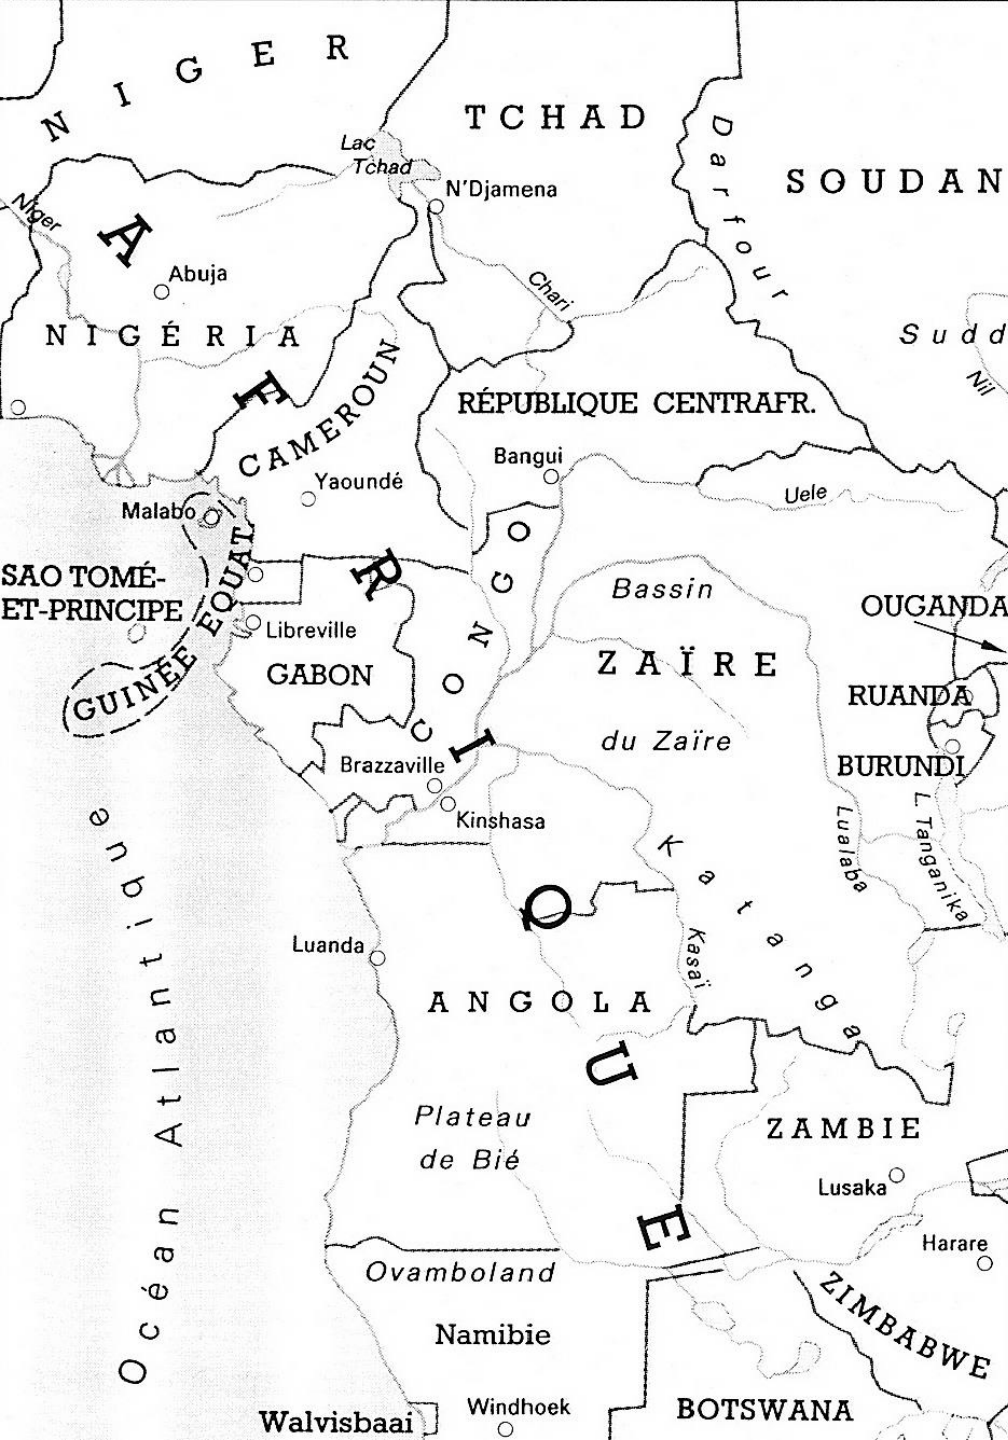 NIGER
TCHAD
Lac
Tchad
Darfour
SOUDAN
N'Djamena
Niger
Abuja
Chari
NIGÉRIA
Sudd
Nil
CAMEROUN
RÉPUBLIQUE CENTRAFR.
Bangui
Yaoundé
Uele
Malabo
SAO TOMÉ-
ET-PRINCIPE
GUINÉE EQUAT
Libreville
GABON
CONGO
Bassin
OUGANDA
ZAÏRE
RUANDA
du Zaïre
BURUNDI
Brazzaville
Kinshasa
Lualaba
L. Tanganika
Katanga
Kasaï
Luanda
ANGOLA
AFRIQUE
Océan Atlantique
Plateau
de Bié
ZAMBIE
Lusaka
Harare
Ovamboland
ZIMBABWE
Namibie
Windhoek
Walvisbaai
BOTSWANA